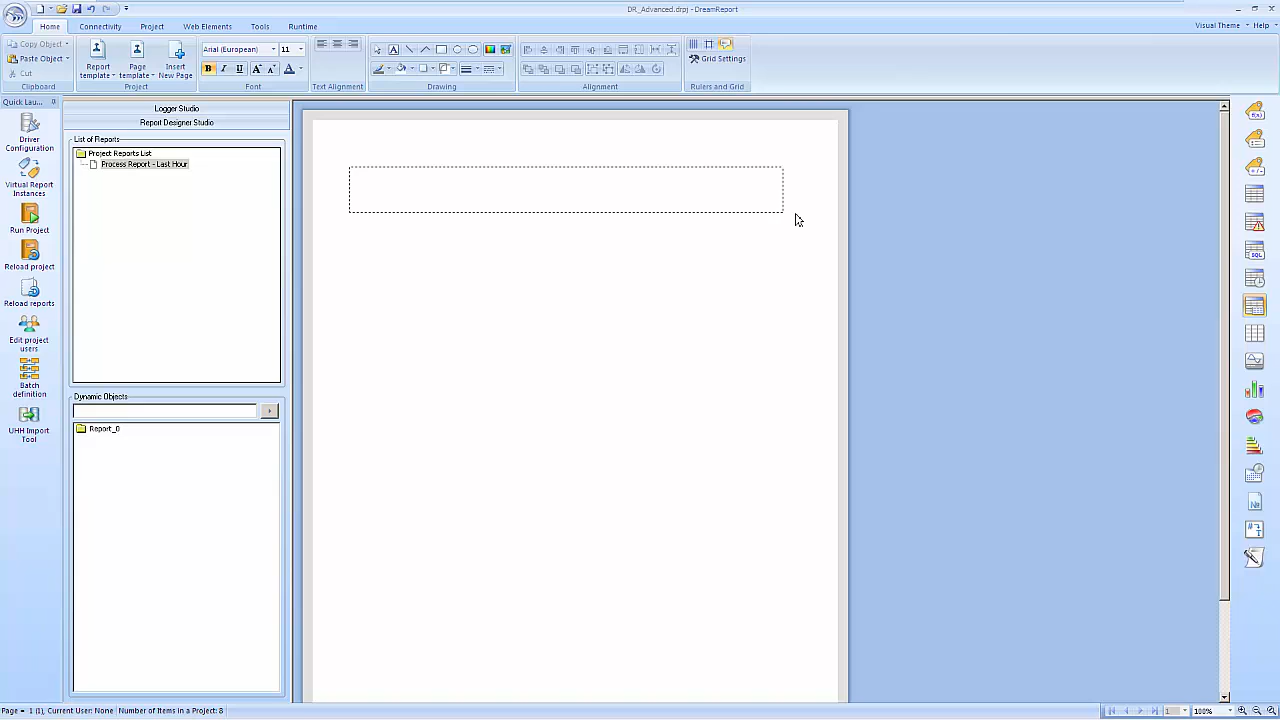 DR_Advanced.drpj - DreamReport
Home Connectivity Project Web Elements Tools Runtime Visual Theme Help
Copy Object
Paste Object
Cut
Clipboard
Report template
Page template
Insert New Page
Project
Arial (European) 11
B I U A A A
Font
Text Alignment
Drawing
Alignment
Grid Settings
Rulers and Grid
Quick Lau...
Driver Configuration
Virtual Report Instances
Run Project
Reload project
Reload reports
Edit project users
Batch definition
UHH Import Tool
Logger Studio
Report Designer Studio
List of Reports
Project Reports List
Process Report - Last Hour
Dynamic Objects
Report_0
Page = 1 (1), Current User: None Number of Items in a Project: 8
1 100%